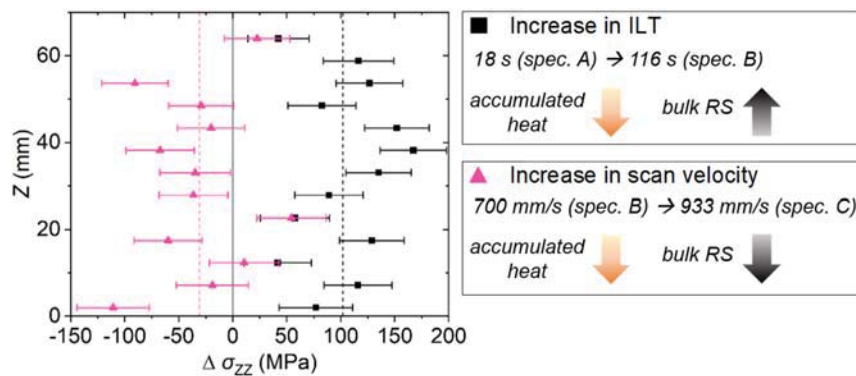 60
40
20
0
Z (mm)
-150 -100 -50 0 50 100 150 200
Δ σZZ (MPa)
■ Increase in ILT
18 s (spec. A) → 116 s (spec. B)
accumulated heat
bulk RS
▲ Increase in scan velocity
700 mm/s (spec. B) → 933 mm/s (spec. C)
accumulated heat
bulk RS